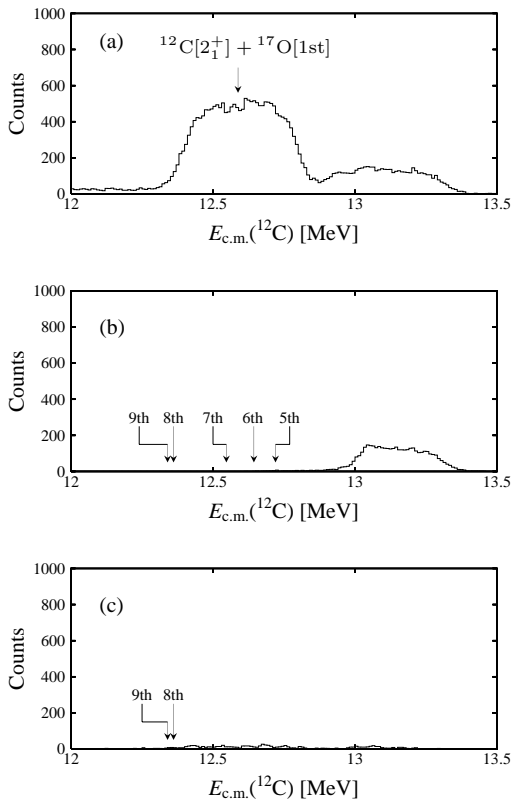 (a)
¹²C[2₁⁺] + ¹⁷O[1st]
1000
800
600
400
200
0
Counts
12 12.5 13 13.5
E_c.m.(¹²C) [MeV]
(b)
1000
800
600
400
200
0
Counts
9th 8th 7th 6th 5th
12 12.5 13 13.5
E_c.m.(¹²C) [MeV]
(c)
1000
800
600
400
200
0
Counts
9th 8th
12 12.5 13 13.5
E_c.m.(¹²C) [MeV]